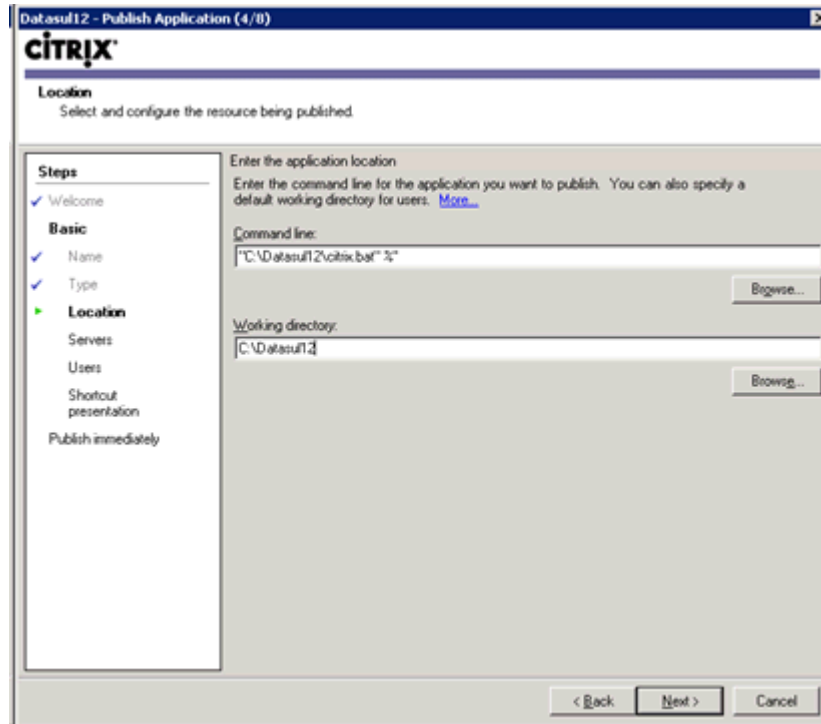 Datasul12 - Publish Application (4/8)
CITRIX
Location
Select and configure the resource being published.
Steps
Welcome
Basic
Name
Type
Location
Servers
Users
Shortcut
presentation
Publish immediately
Enter the application location
Enter the command line for the application you want to publish. You can also specify a
default working directory for users. More...
Command line:
"C:\Datasul12\citrix.bat" %"
Browse...
Working directory:
C:\Datasul12
Browse...
< Back
Next >
Cancel